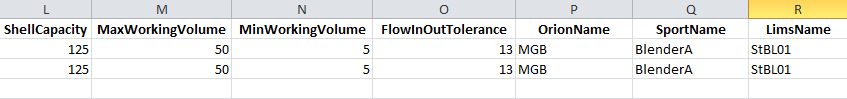 L M N O P Q R
ShellCapacity MaxWorkingVolume MinWorkingVolume FlowInOutTolerance OrionName SportName LimsName
125 50 5 13 MGB BlenderA StBL01
125 50 5 13 MGB BlenderA StBL01